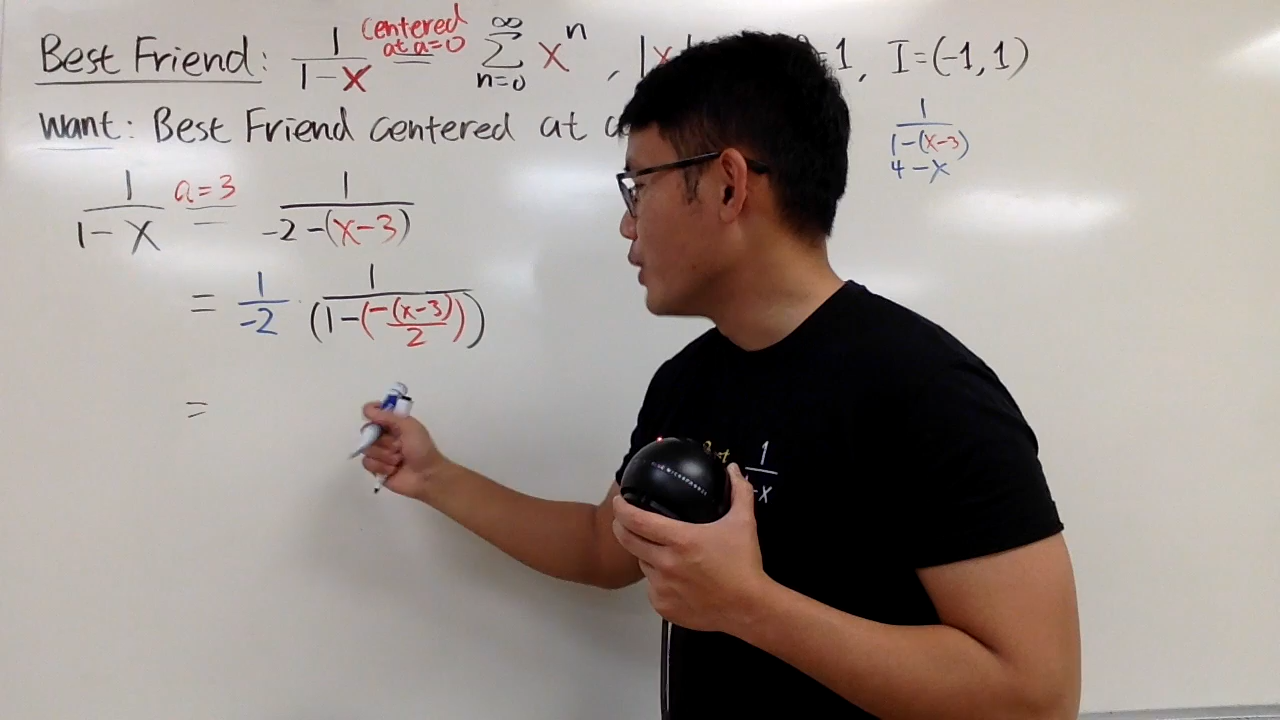 Best Friend: 1/(1-x) = centered at a=0 ∑_{n=0}^{∞} x^n, |x| 1, I=(-1,1)
Want: Best Friend centered at
1/(1-(x-3))
4-x
1/(1-x) = a=3 1/(-2-(x-3))
= 1/-2 · 1/(1-(-(x-3)/2))
=
1
-x